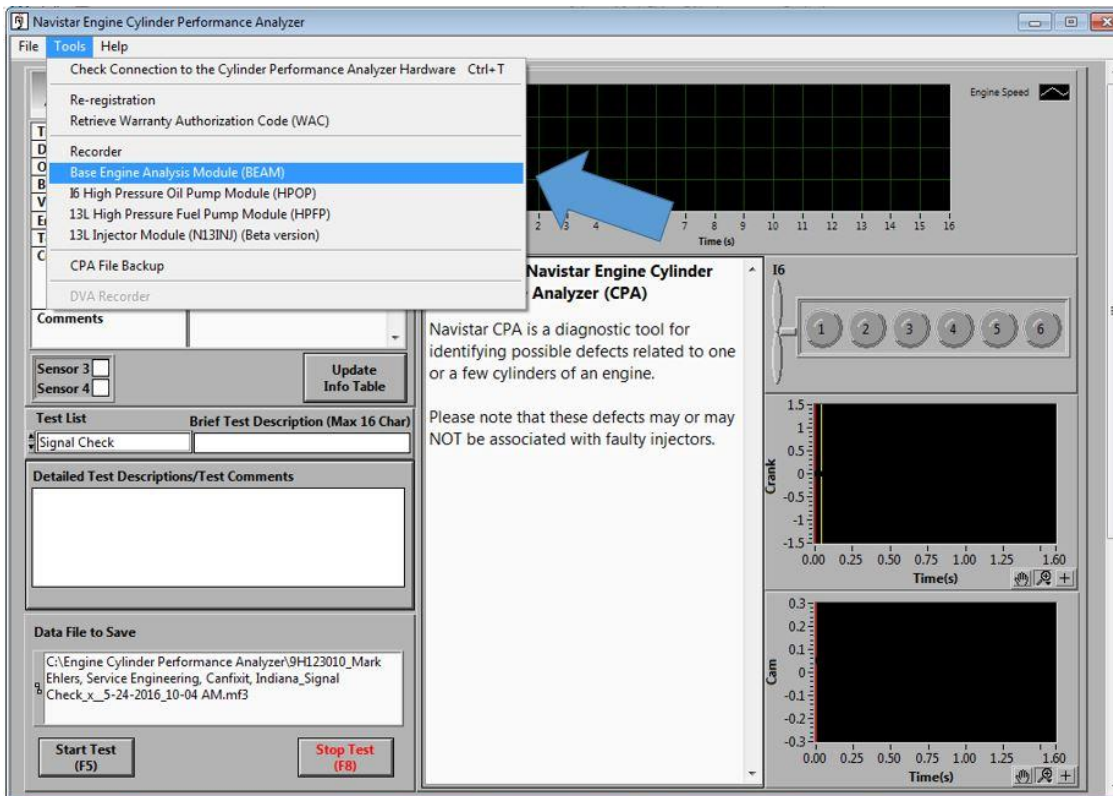 Navistar Engine Cylinder Performance Analyzer
File Tools Help
Check Connection to the Cylinder Performance Analyzer Hardware Ctrl+T
Re-registration
Retrieve Warranty Authorization Code (WAC)
Recorder
Base Engine Analysis Module (BEAM)
I6 High Pressure Oil Pump Module (HPOP)
13L High Pressure Fuel Pump Module (HPFP)
13L Injector Module (N13INJ) (Beta version)
CPA File Backup
DVA Recorder
Comments
Sensor 3
Sensor 4
Update
Info Table
Test List
Brief Test Description (Max 16 Char)
Signal Check
Detailed Test Descriptions/Test Comments
Data File to Save
C:\Engine Cylinder Performance Analyzer\9H123010_Mark
Ehlers, Service Engineering, Canfixit, Indiana_Signal
Check_x__5-24-2016_10-04 AM.mf3
Start Test
(F5)
Stop Test
(F8)
Engine Speed
2 3 4 7 8 9 10 11 12 13 14 15 16
Time (s)
Navistar Engine Cylinder
Analyzer (CPA)
Navistar CPA is a diagnostic tool for
identifying possible defects related to one
or a few cylinders of an engine.
Please note that these defects may or may
NOT be associated with faulty injectors.
I6
1 2 3 4 5 6
1.5
1
0.5
0
-0.5
-1
-1.5
Crank
0.00 0.25 0.50 0.75 1.00 1.25 1.60
Time(s)
0.3
0.2
0.1
0
-0.1
-0.2
-0.3
Cam
0.00 0.25 0.50 0.75 1.00 1.25 1.60
Time(s)